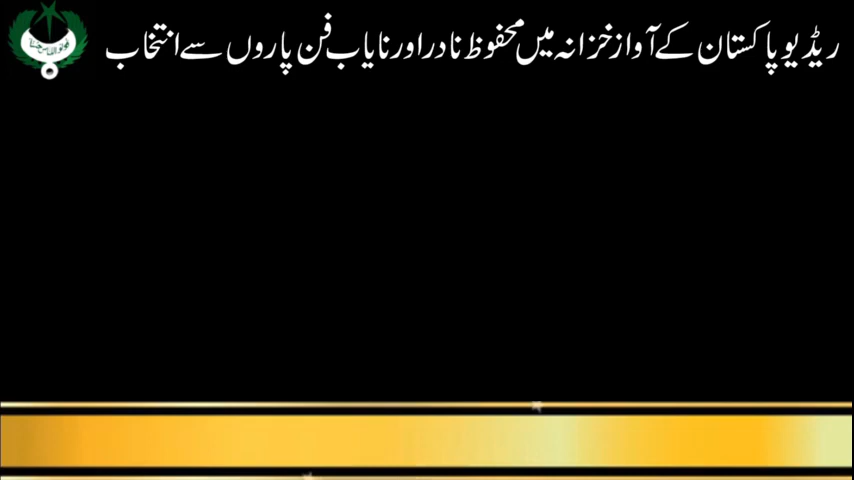 ریڈیو پاکستان کے آواز خزانہ میں محفوظ نادر اور نایاب فن پاروں سے انتخاب